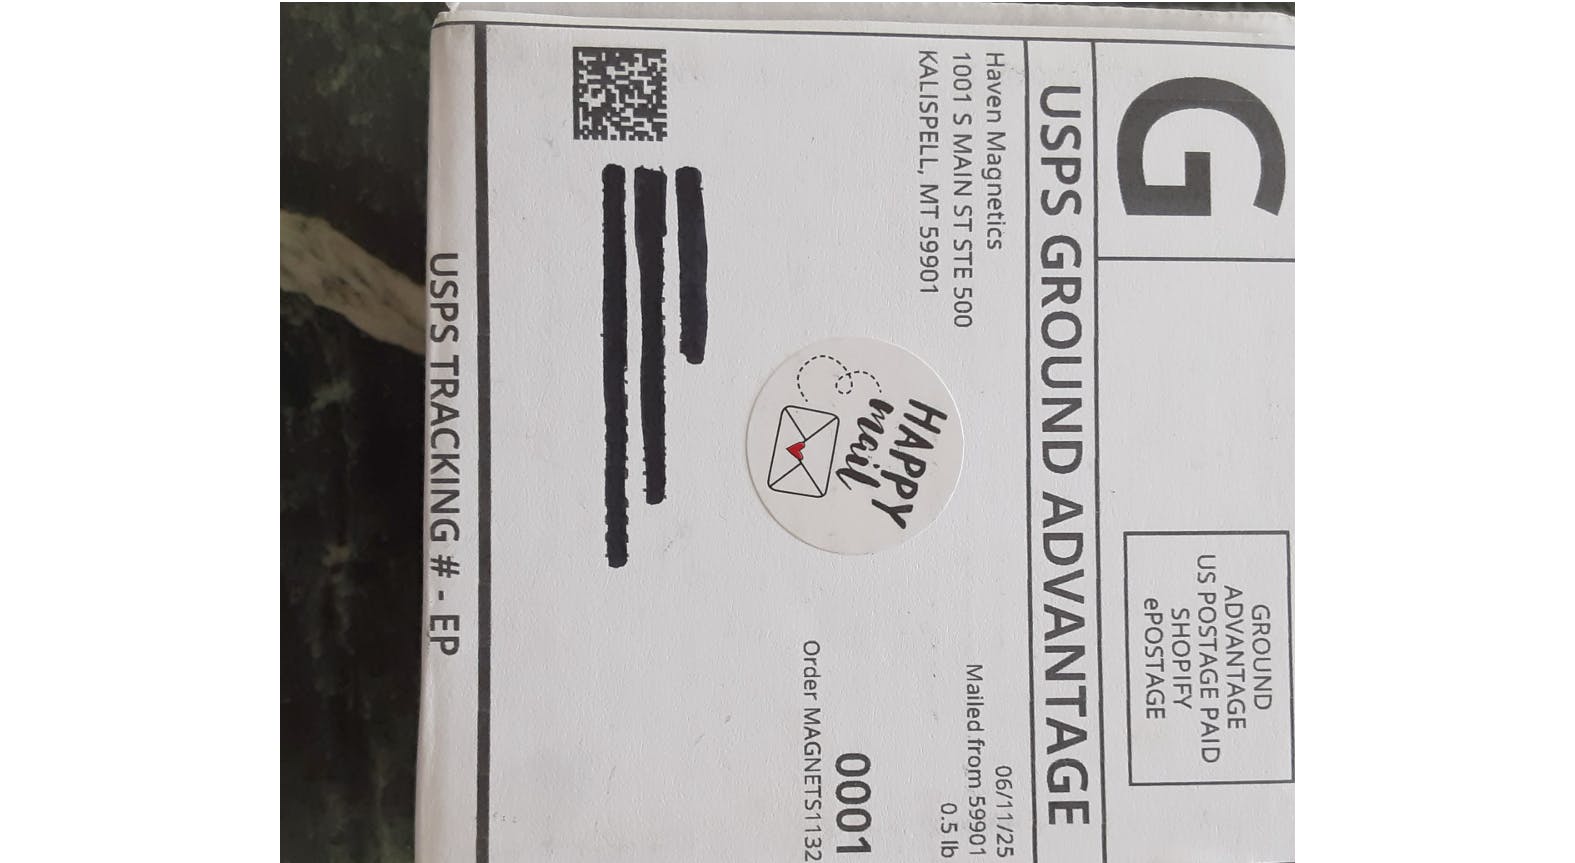 G
GROUND
ADVANTAGE
US POSTAGE PAID
SHOPIFY
ePOSTAGE
USPS GROUND ADVANTAGE
Haven Magnetics
1001 S MAIN ST STE 500
KALISPELL, MT 59901
06/11/25
Mailed from 59901
0.5 lb
HAPPY
mail
0001
Order MAGNETS1132
USPS TRACKING # - EP